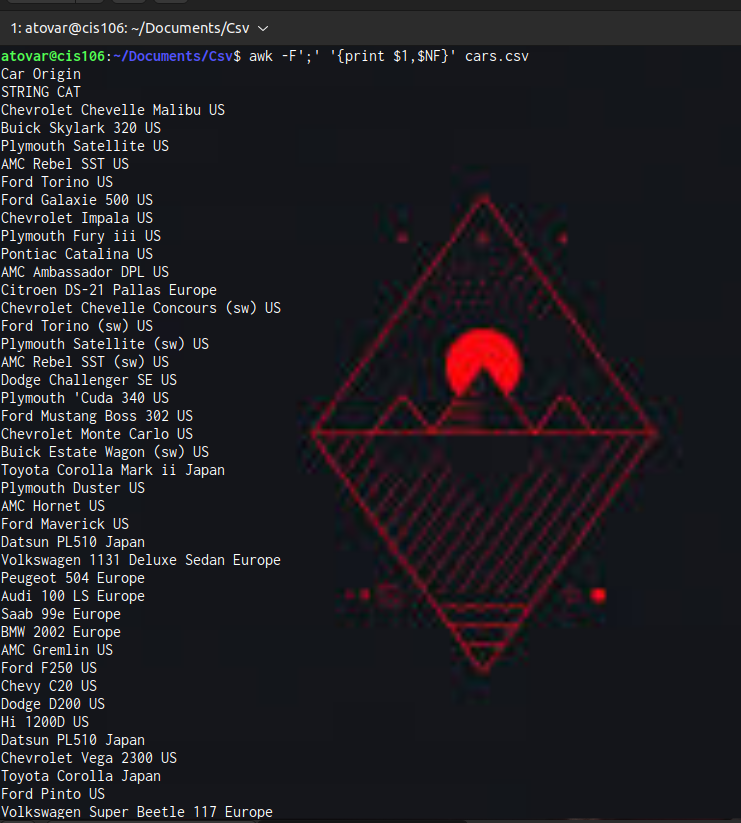 1: atovar@cis106: ~/Documents/Csv
atovar@cis106:~/Documents/Csv$ awk -F';' '{print $1,$NF}' cars.csv
Car Origin
STRING CAT
Chevrolet Chevelle Malibu US
Buick Skylark 320 US
Plymouth Satellite US
AMC Rebel SST US
Ford Torino US
Ford Galaxie 500 US
Chevrolet Impala US
Plymouth Fury iii US
Pontiac Catalina US
AMC Ambassador DPL US
Citroen DS-21 Pallas Europe
Chevrolet Chevelle Concours (sw) US
Ford Torino (sw) US
Plymouth Satellite (sw) US
AMC Rebel SST (sw) US
Dodge Challenger SE US
Plymouth 'Cuda 340 US
Ford Mustang Boss 302 US
Chevrolet Monte Carlo US
Buick Estate Wagon (sw) US
Toyota Corolla Mark ii Japan
Plymouth Duster US
AMC Hornet US
Ford Maverick US
Datsun PL510 Japan
Volkswagen 1131 Deluxe Sedan Europe
Peugeot 504 Europe
Audi 100 LS Europe
Saab 99e Europe
BMW 2002 Europe
AMC Gremlin US
Ford F250 US
Chevy C20 US
Dodge D200 US
Hi 1200D US
Datsun PL510 Japan
Chevrolet Vega 2300 US
Toyota Corolla Japan
Ford Pinto US
Volkswagen Super Beetle 117 Europe